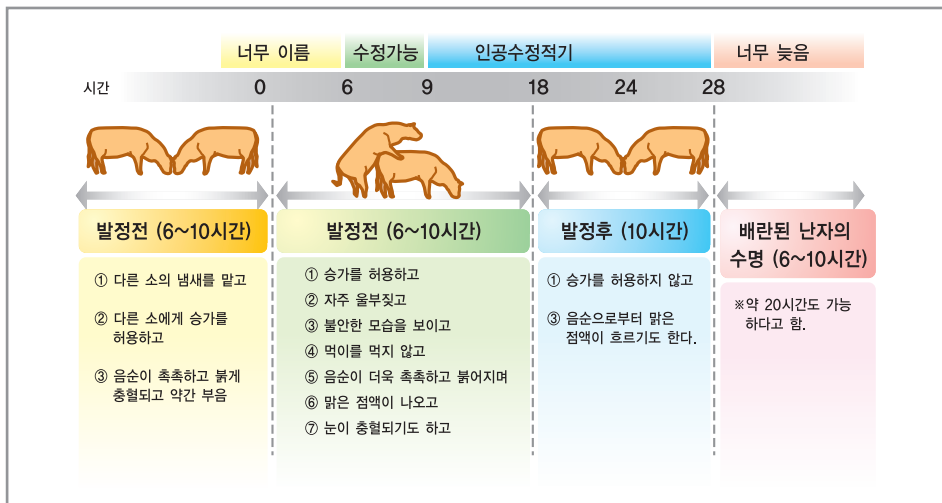 너무 이름 수정가능 인공수정적기 너무 늦음
시간 0 6 9 18 24 28
발정전 (6~10시간)
① 다른 소의 냄새를 맡고
② 다른 소에게 승가를
허용하고
③ 음순이 촉촉하고 붉게
충혈되고 약간 부음
발정전 (6~10시간)
① 승가를 허용하고
② 자주 울부짖고
③ 불안한 모습을 보이고
④ 먹이를 먹지 않고
⑤ 음순이 더욱 촉촉하고 붉어지며
⑥ 맑은 점액이 나오고
⑦ 눈이 충혈되기도 하고
발정후 (10시간)
① 승가를 허용하지 않고
③ 음순으로부터 맑은
점액이 흐르기도 한다.
배란된 난자의
수명 (6~10시간)
※약 20시간도 가능
하다고 함.